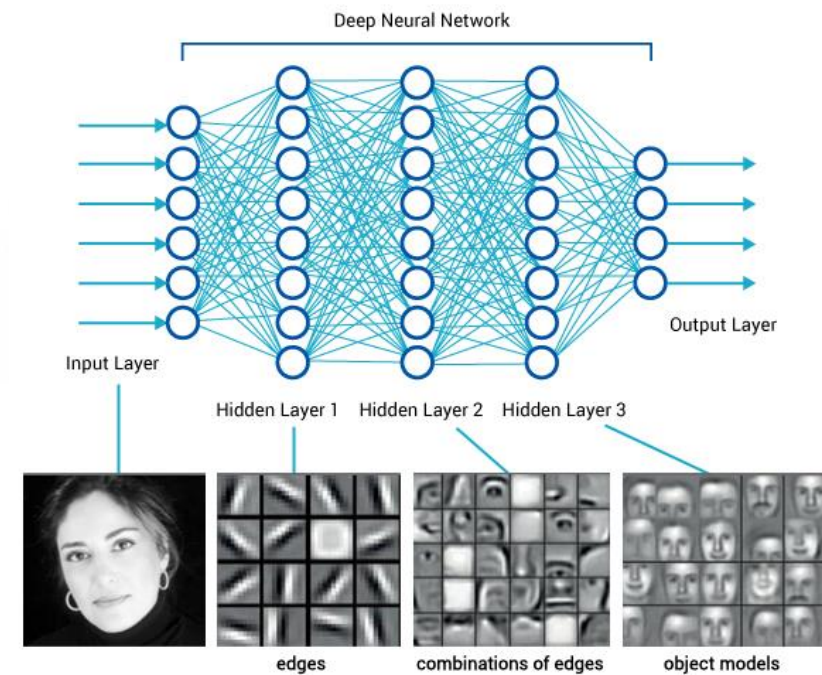 Deep Neural Network
Input Layer
Output Layer
Hidden Layer 1
Hidden Layer 2
Hidden Layer 3
edges
combinations of edges
object models